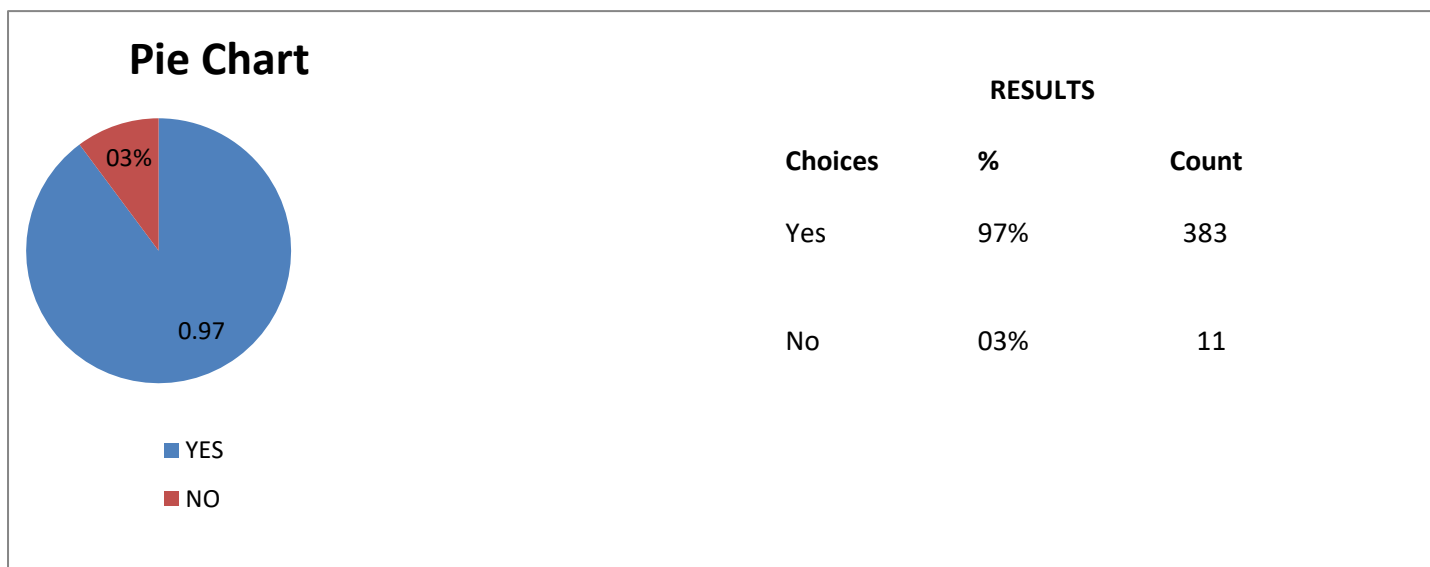 Pie Chart
03%
0.97
YES
NO
RESULTS
Choices % Count
Yes 97% 383
No 03% 11